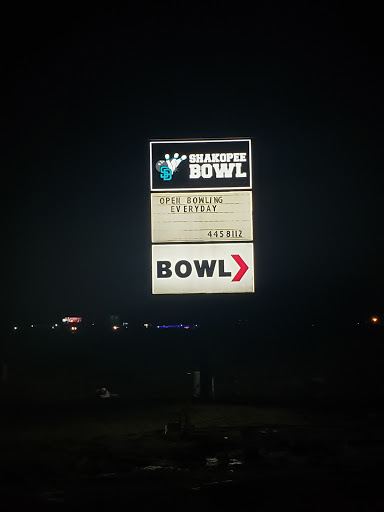 SHAKOPEE
BOWL
OPEN BOWLING
EVERYDAY
4458112
BOWL